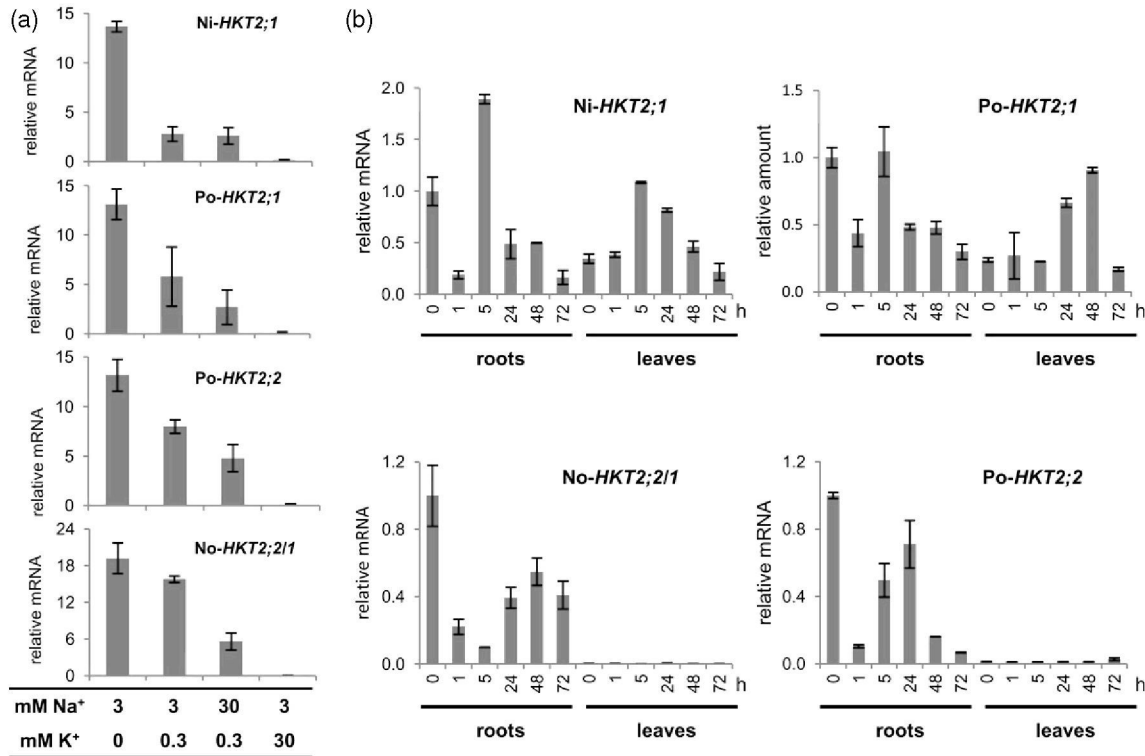 (a)
Ni-HKT2;1
relative mRNA
15
10
5
0
Po-HKT2;1
relative mRNA
15
10
5
0
Po-HKT2;2
relative mRNA
15
10
5
0
No-HKT2;2/1
relative mRNA
24
18
12
6
0
mM Na⁺ 3 3 30 3
mM K⁺ 0 0.3 0.3 30
(b)
Ni-HKT2;1
relative mRNA
2.0
1.5
1.0
0.5
0.0
0 1 5 24 48 72 0 1 5 24 48 72 h
roots leaves
Po-HKT2;1
relative amount
1.5
1.0
0.5
0.0
0 1 5 24 48 72 0 1 5 24 48 72 h
roots leaves
No-HKT2;2/1
relative mRNA
1.2
0.8
0.4
0.0
0 1 5 24 48 72 0 1 5 24 48 72 h
roots leaves
Po-HKT2;2
relative mRNA
1.2
0.8
0.4
0.0
0 1 5 24 48 72 0 1 5 24 48 72 h
roots leaves